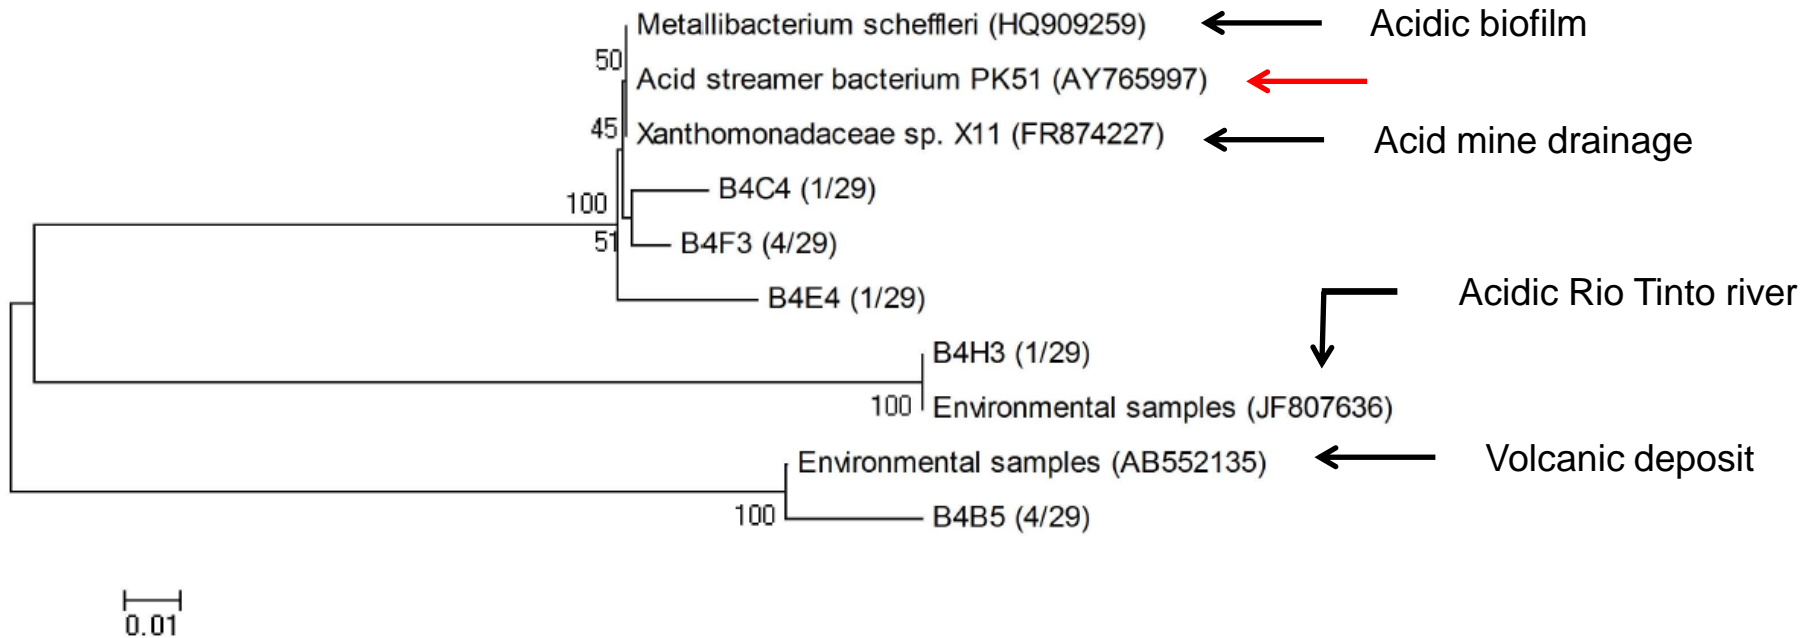 Metallibacterium scheffleri (HQ909259) Acidic biofilm
50
Acid streamer bacterium PK51 (AY765997)
45
Xanthomonadaceae sp. X11 (FR874227) Acid mine drainage
B4C4 (1/29)
100
51
B4F3 (4/29)
B4E4 (1/29) Acidic Rio Tinto river
B4H3 (1/29)
100
Environmental samples (JF807636)
Environmental samples (AB552135) Volcanic deposit
100
B4B5 (4/29)
0.01